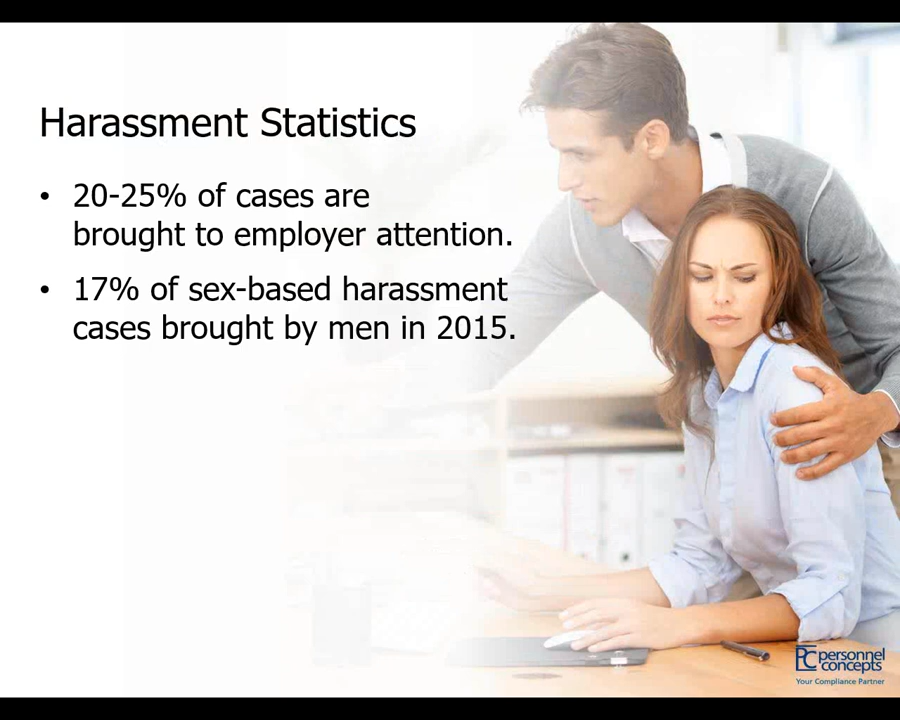 Harassment Statistics
• 20-25% of cases are
brought to employer attention.
• 17% of sex-based harassment
cases brought by men in 2015.
PC personnel
concepts
Your Compliance Partner